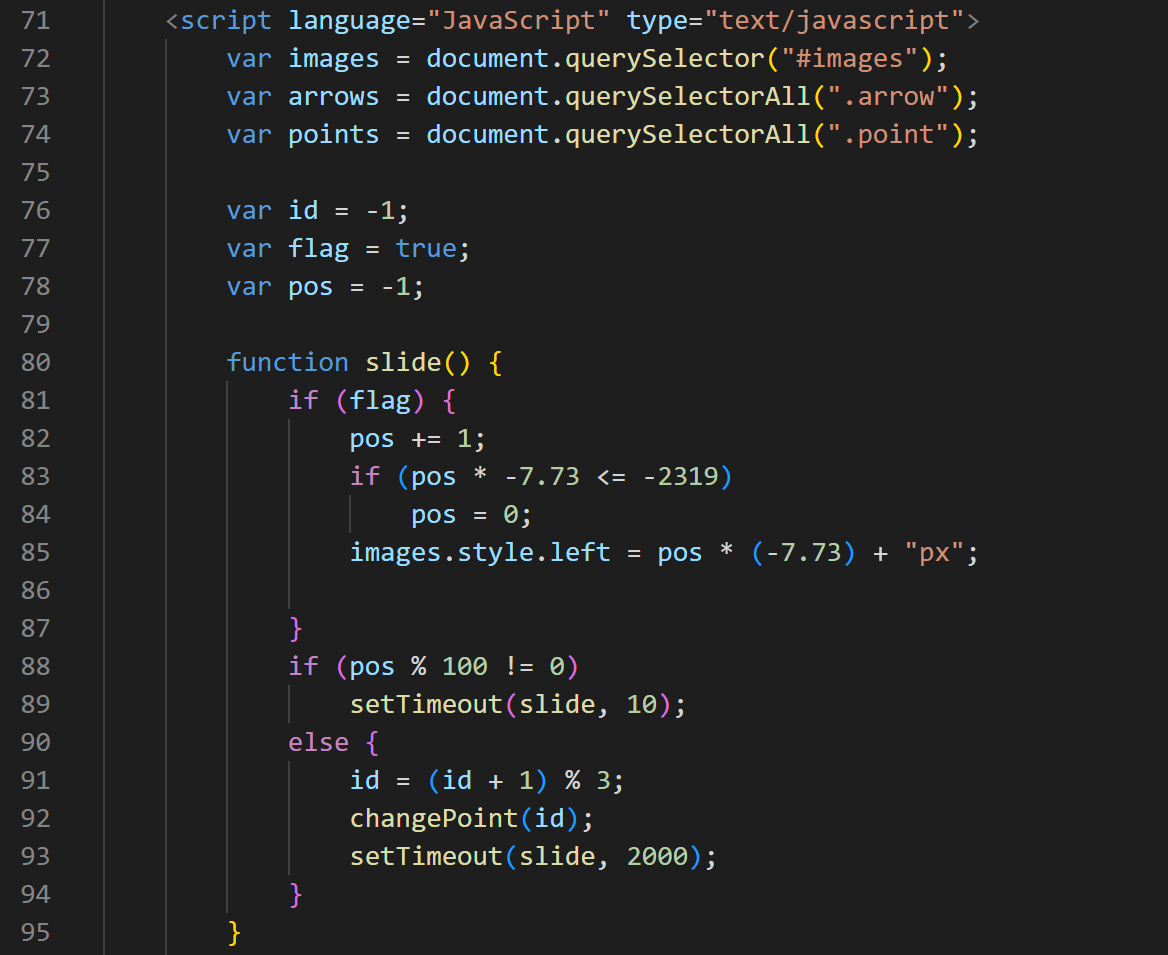 71 <script language="JavaScript" type="text/javascript">
72 var images = document.querySelector("#images");
73 var arrows = document.querySelectorAll(".arrow");
74 var points = document.querySelectorAll(".point");
75
76 var id = -1;
77 var flag = true;
78 var pos = -1;
79
80 function slide() {
81 if (flag) {
82 pos += 1;
83 if (pos * -7.73 <= -2319)
84 pos = 0;
85 images.style.left = pos * (-7.73) + "px";
86
87 }
88 if (pos % 100 != 0)
89 setTimeout(slide, 10);
90 else {
91 id = (id + 1) % 3;
92 changePoint(id);
93 setTimeout(slide, 2000);
94 }
95 }